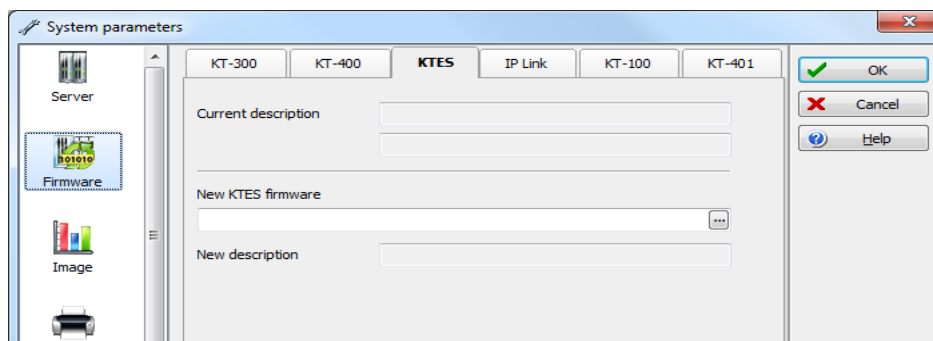 System parameters
Server
Firmware
Image
KT-300 KT-400 KTES IP Link KT-100 KT-401
Current description
New KTES firmware
...
New description
OK
Cancel
Help